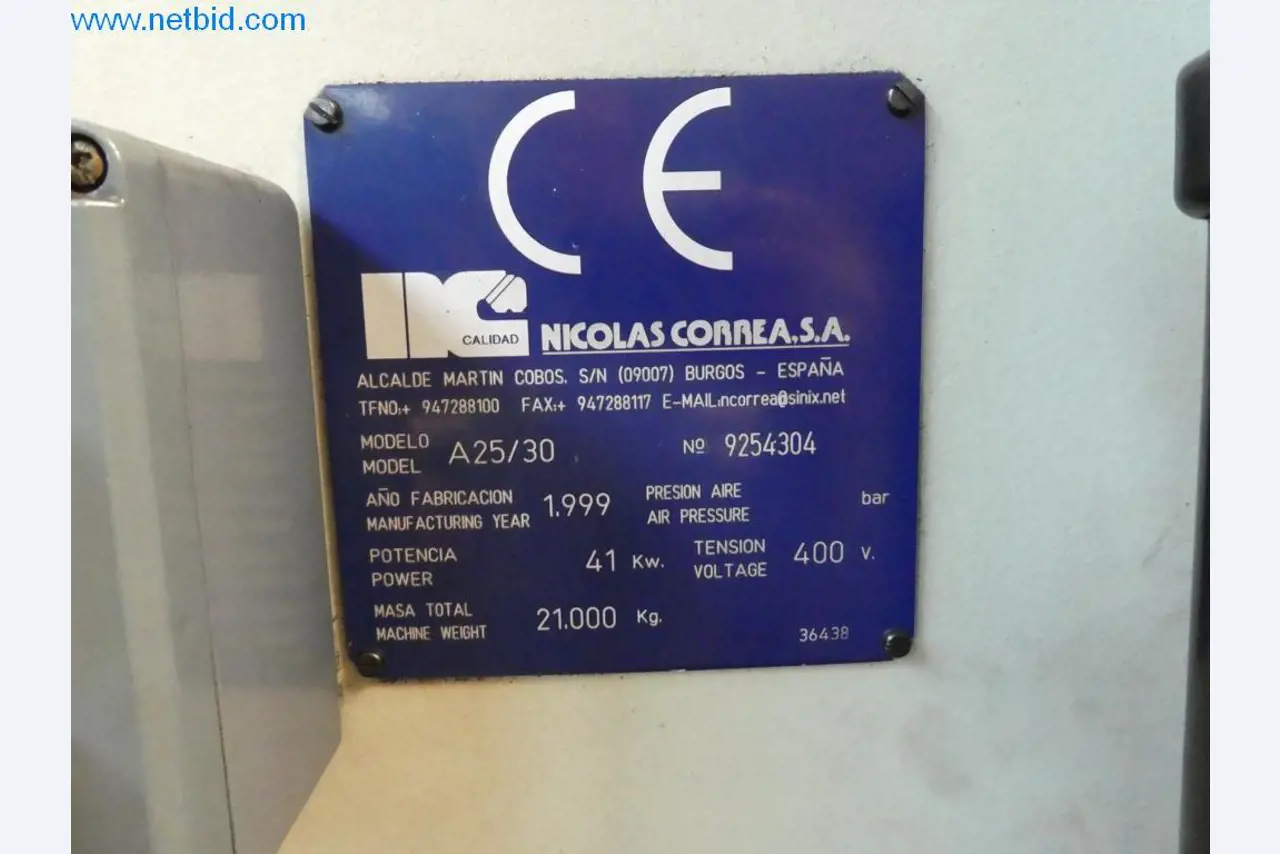 www.netbid.com
CE
CALIDAD
NICOLAS CORREA, S.A.
ALCALDE MARTIN COBOS. S/N (09007) BURGOS - ESPAÑA
TFNO:+ 947288100 FAX:+ 947288117 E-MAIL:ncorrea@sinix.net
MODELO
MODEL A25/30 Nº 9254304
AÑO FABRICACION PRESION AIRE
MANUFACTURING YEAR 1.999 AIR PRESSURE bar
POTENCIA TENSION
POWER 41 Kw. VOLTAGE 400 V.
MASA TOTAL
MACHINE WEIGHT 21.000 Kg.
36438